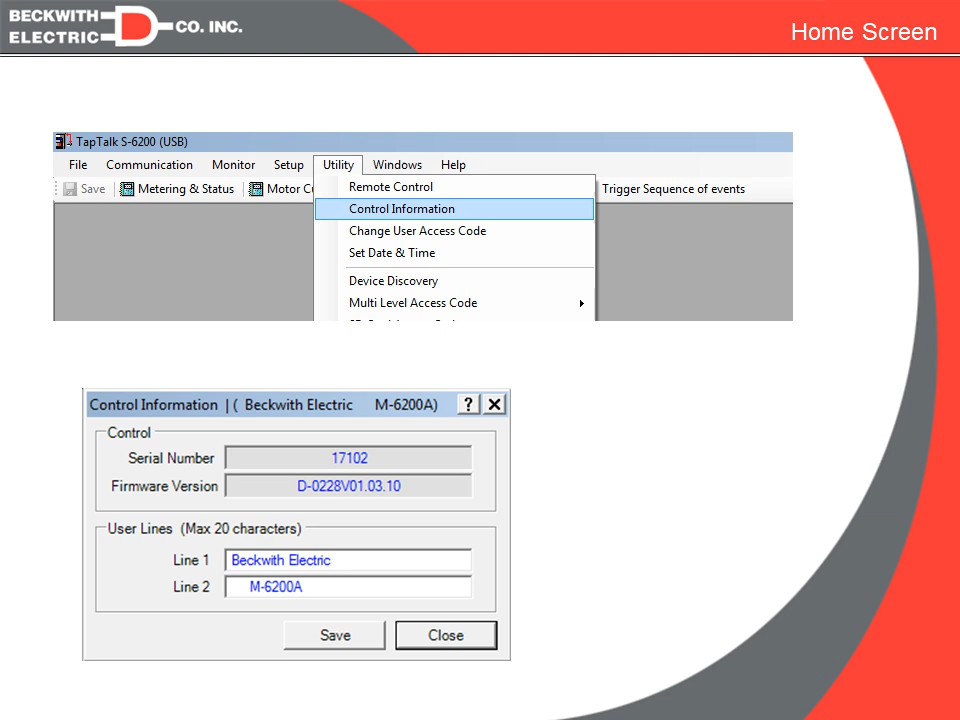 BECKWITH
ELECTRIC
CO. INC.
Home Screen
TapTalk S-6200 (USB)
File Communication Monitor Setup Utility Windows Help
Save Metering & Status Motor Trigger Sequence of events
Remote Control
Control Information
Change User Access Code
Set Date & Time
Device Discovery
Multi Level Access Code
Control Information | ( Beckwith Electric M-6200A) ?
Control
Serial Number 17102
Firmware Version D-0228V01.03.10
User Lines (Max 20 characters)
Line 1 Beckwith Electric
Line 2 M-6200A
Save Close